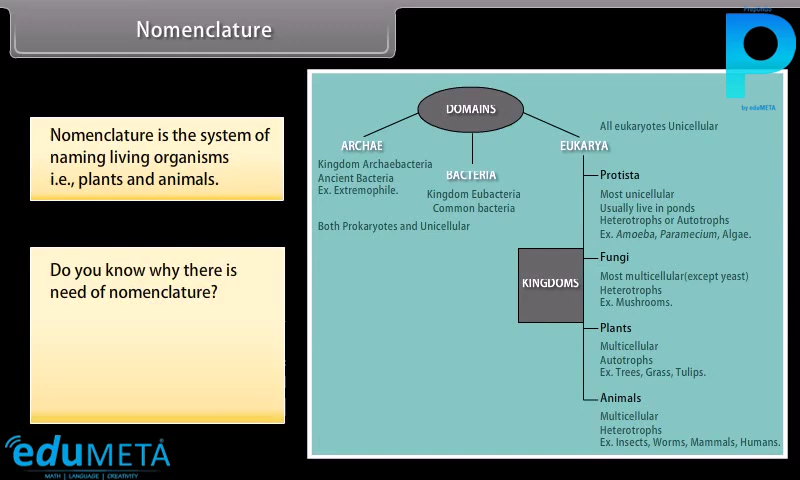 Nomenclature
Preponda
by eduMETA
Nomenclature is the system of
naming living organisms
i.e., plants and animals.
Do you know why there is
need of nomenclature?
DOMAINS
All eukaryotes Unicellular
ARCHAE
Kingdom Archaebacteria
Ancient Bacteria
Ex. Extremophile.
BACTERIA
Kingdom Eubacteria
Common bacteria
Both Prokaryotes and Unicellular
EUKARYA
KINGDOMS
Protista
Most unicellular
Usually live in ponds
Heterotrophs or Autotrophs
Ex. Amoeba, Paramecium, Algae.
Fungi
Most multicellular(except yeast)
Heterotrophs
Ex. Mushrooms.
Plants
Multicellular
Autotrophs
Ex. Trees, Grass, Tulips.
Animals
Multicellular
Heterotrophs
Ex. Insects, Worms, Mammals, Humans.
eduMETA
MATH | LANGUAGE | CREATIVITY